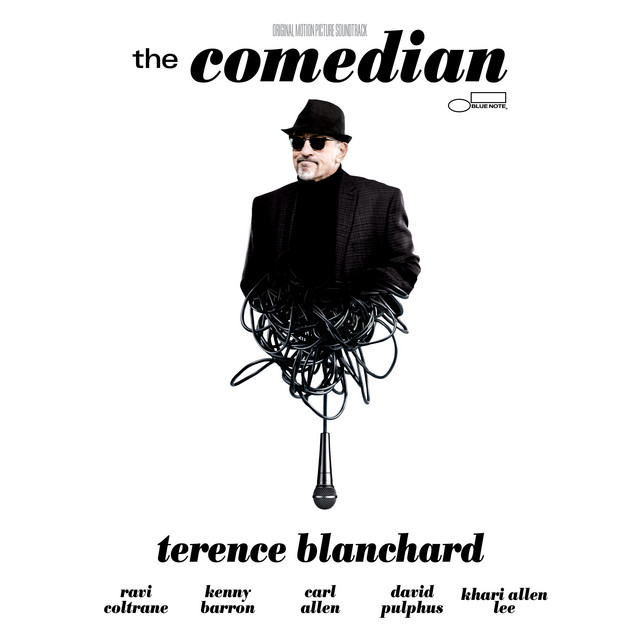 ORIGINAL MOTION PICTURE SOUNDTRACK
the comedian
BLUE NOTE
terence blanchard
ravi coltrane
kenny barron
carl allen
david pulphus
khari allen lee